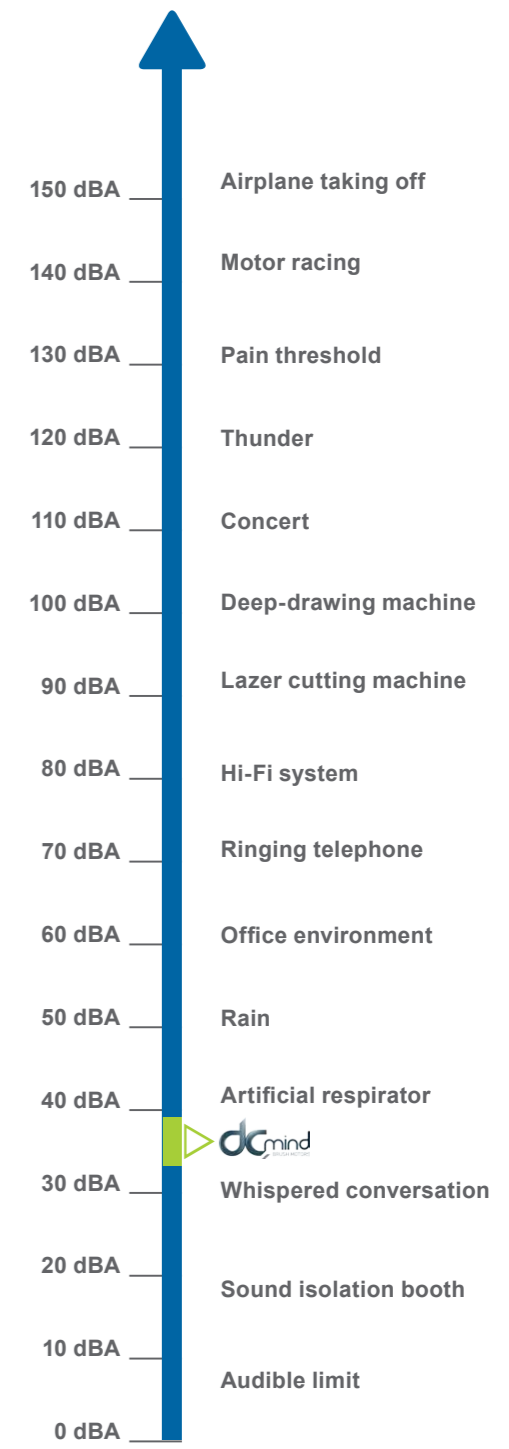 150 dBA Airplane taking off
140 dBA Motor racing
130 dBA Pain threshold
120 dBA Thunder
110 dBA Concert
100 dBA Deep-drawing machine
90 dBA Lazer cutting machine
80 dBA Hi-Fi system
70 dBA Ringing telephone
60 dBA Office environment
50 dBA Rain
40 dBA Artificial respirator
dcmind
BRUSH MOTORS
30 dBA Whispered conversation
20 dBA Sound isolation booth
10 dBA Audible limit
0 dBA